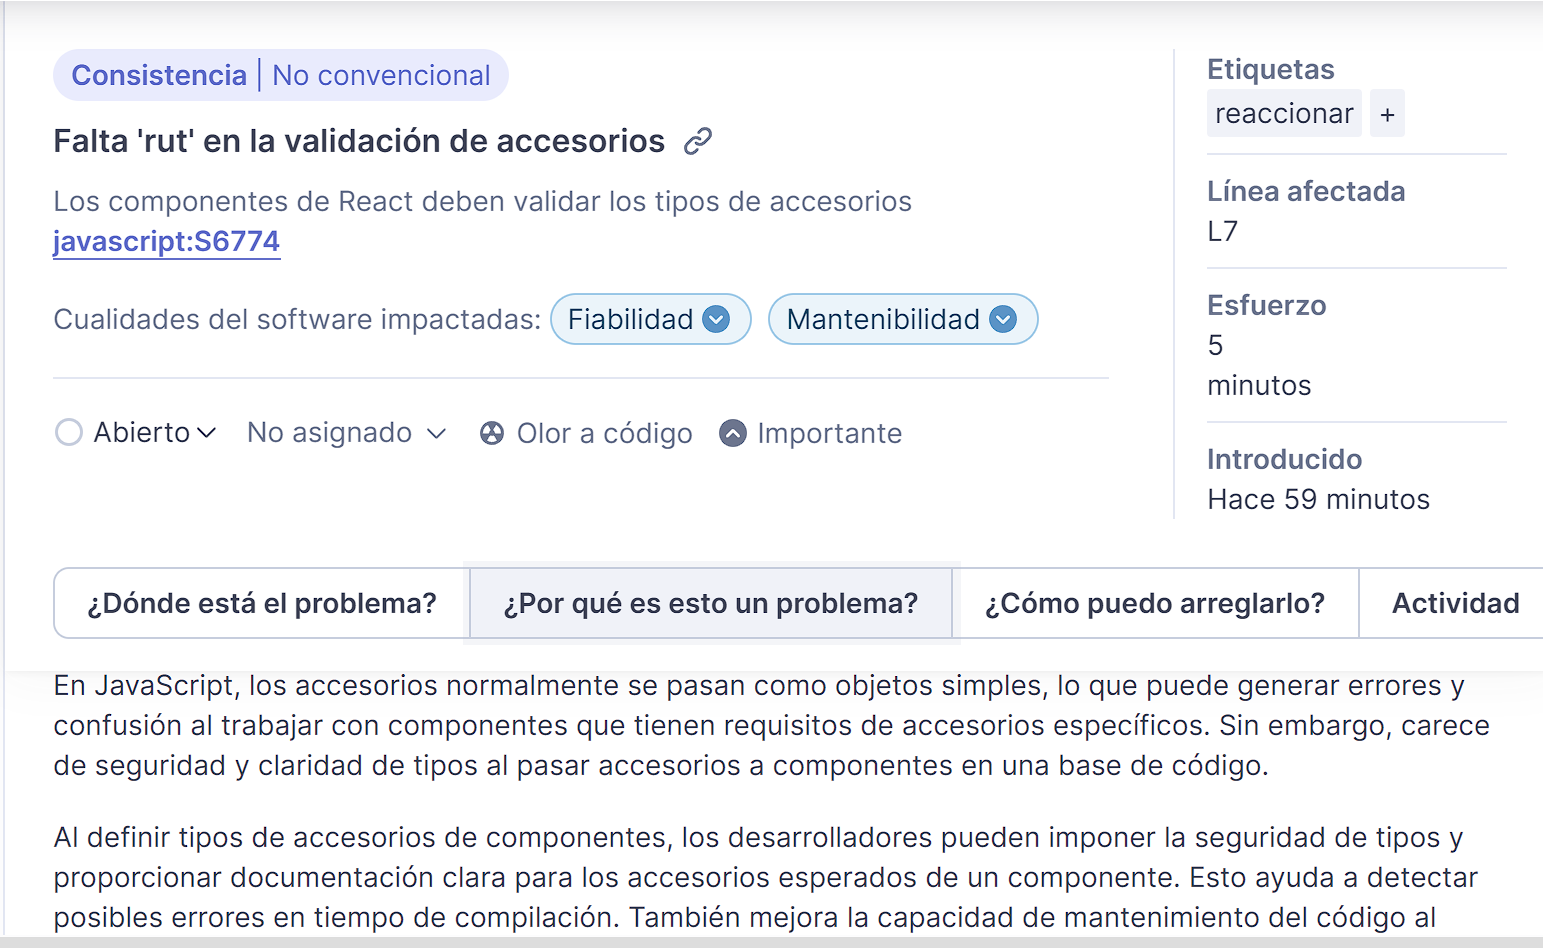 Consistencia | No convencional
Falta 'rut' en la validación de accesorios
Los componentes de React deben validar los tipos de accesorios
javascript:S6774
Cualidades del software impactadas: Fiabilidad Mantenibilidad
Abierto No asignado Olor a código Importante
Etiquetas
reaccionar +
Línea afectada
L7
Esfuerzo
5
minutos
Introducido
Hace 59 minutos
¿Dónde está el problema? ¿Por qué es esto un problema? ¿Cómo puedo arreglarlo? Actividad
En JavaScript, los accesorios normalmente se pasan como objetos simples, lo que puede generar errores y
confusión al trabajar con componentes que tienen requisitos de accesorios específicos. Sin embargo, carece
de seguridad y claridad de tipos al pasar accesorios a componentes en una base de código.
Al definir tipos de accesorios de componentes, los desarrolladores pueden imponer la seguridad de tipos y
proporcionar documentación clara para los accesorios esperados de un componente. Esto ayuda a detectar
posibles errores en tiempo de compilación. También mejora la capacidad de mantenimiento del código al